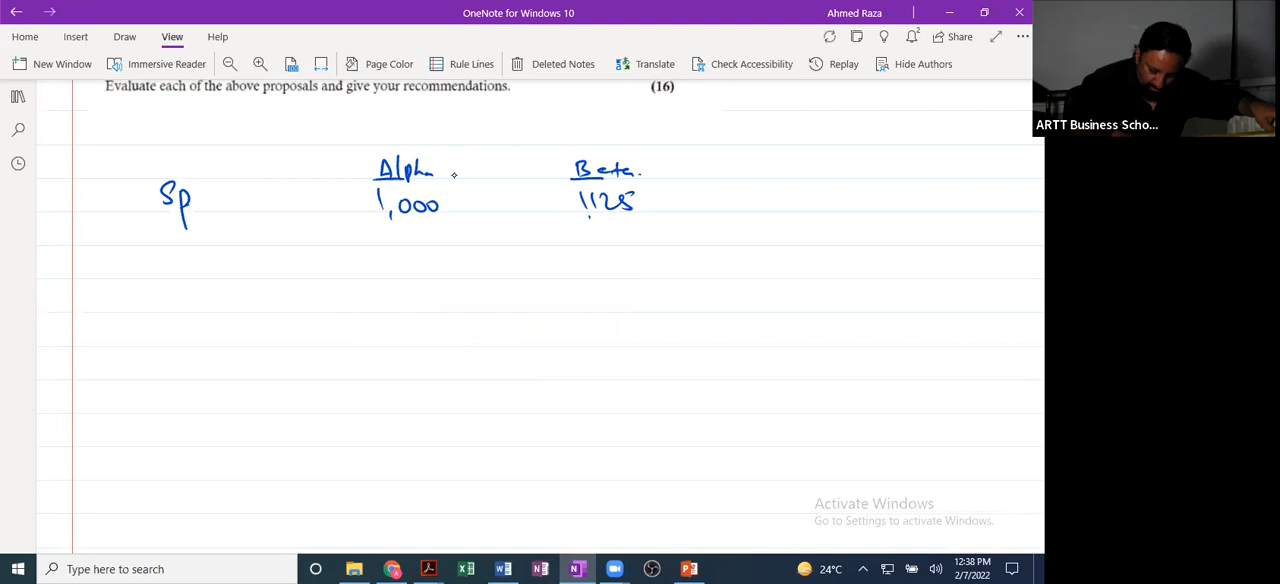 OneNote for Windows 10
Ahmed Raza
Home Insert Draw View Help
Share
New Window Immersive Reader Page Color Rule Lines Deleted Notes Translate Check Accessibility Replay Hide Authors
Evaluate each of the above proposals and give your recommendations. (16)
ARTT Business Scho...
Alpha Beta.
Sp 1,000 1,125
Activate Windows
Go to Settings to activate Windows.
Type here to search
24°C
12:38 PM
2/7/2022